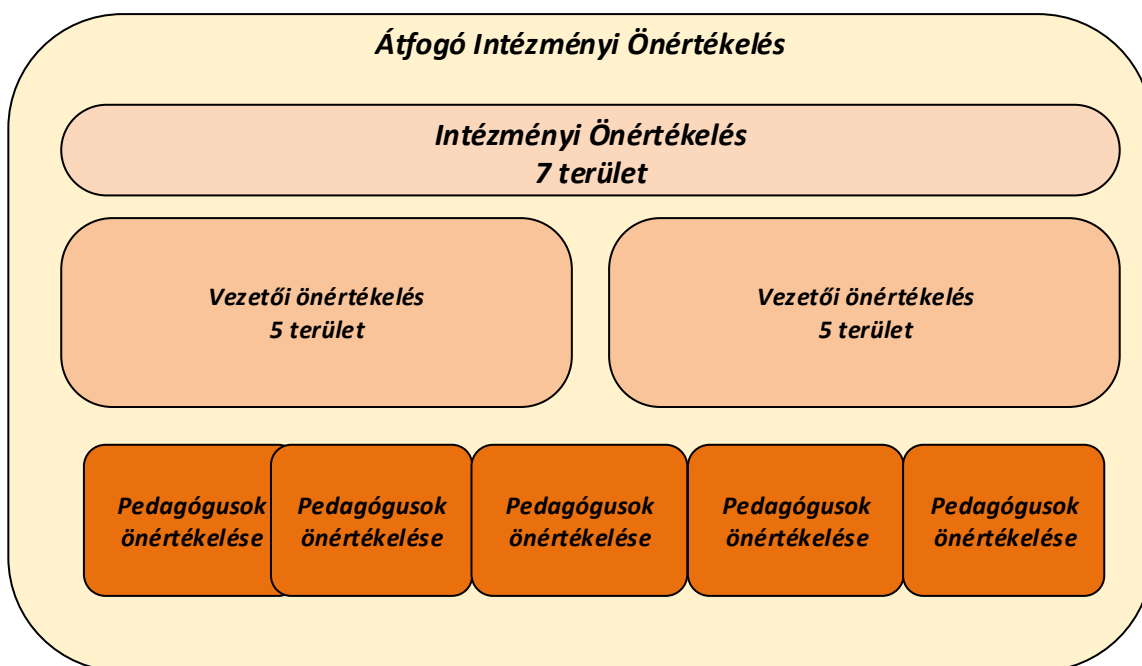 Átfogó Intézményi Önértékelés
Intézményi Önértékelés
7 terület
Vezetői önértékelés
5 terület
Vezetői önértékelés
5 terület
Pedagógusok
önértékelése
Pedagógusok
önértékelése
Pedagógusok
önértékelése
Pedagógusok
önértékelése
Pedagógusok
önértékelése